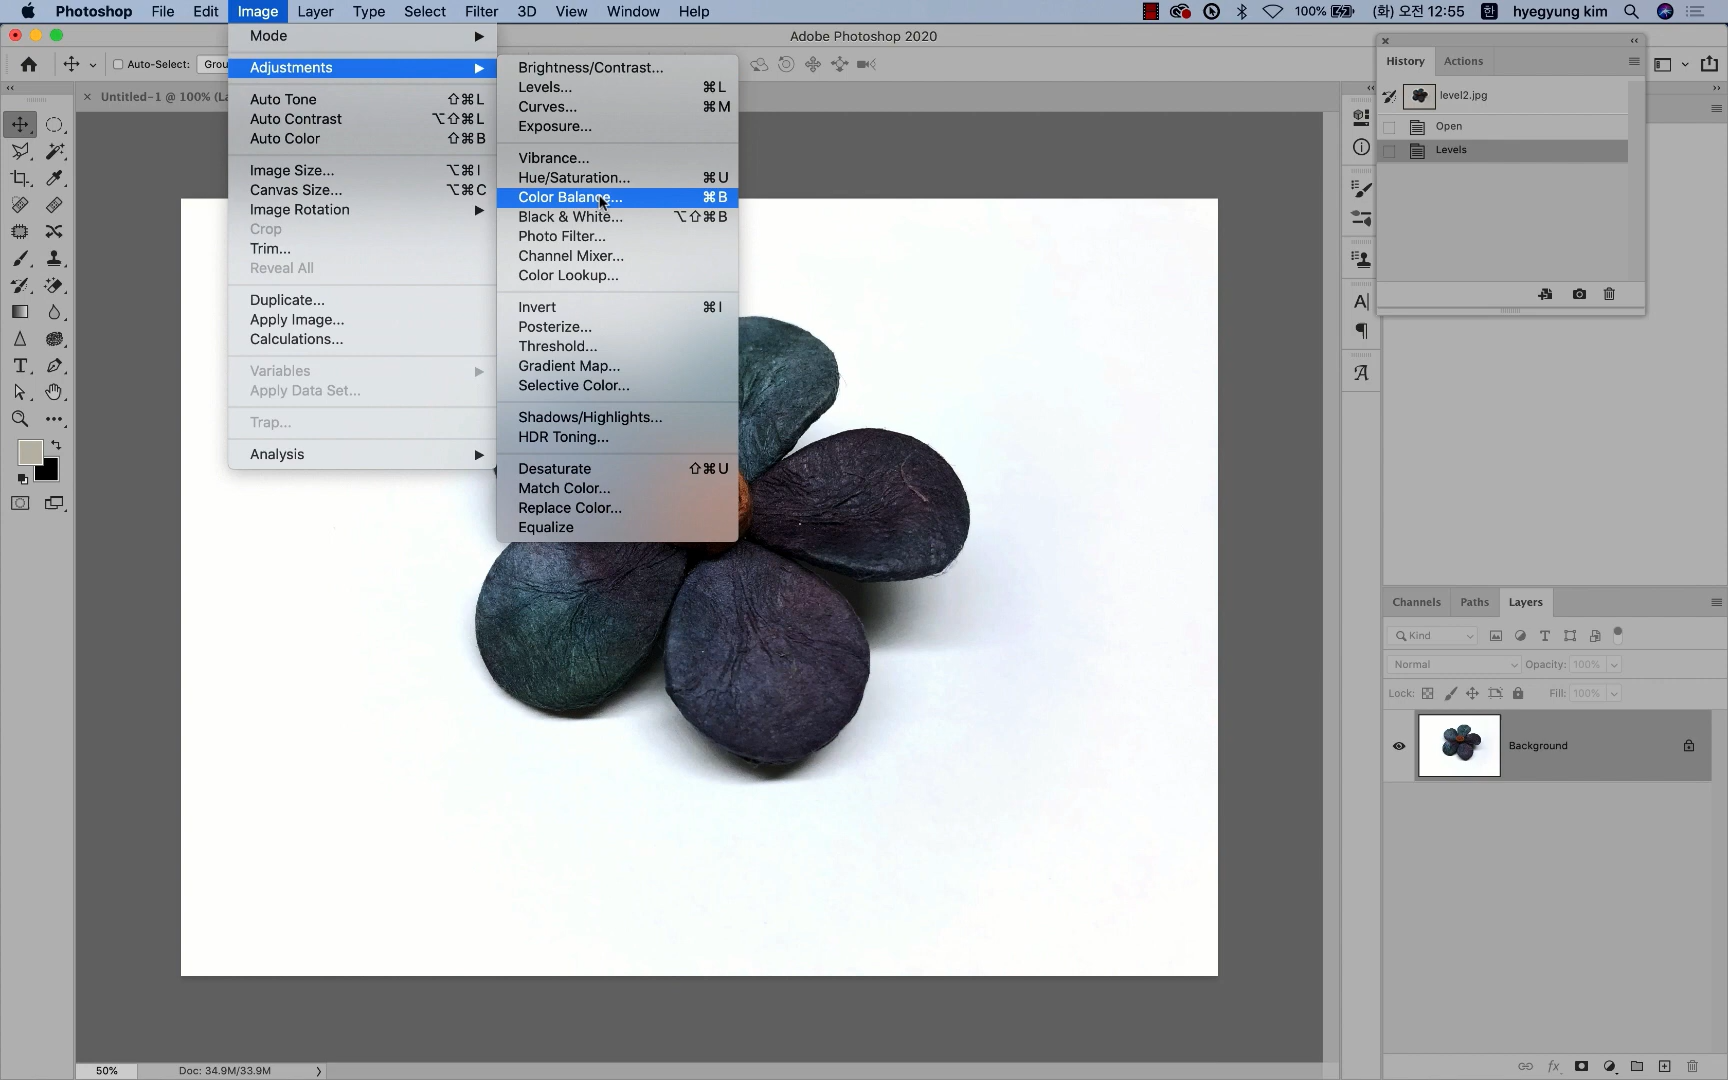 Photoshop File Edit Image Layer Type Select Filter 3D View Window Help 100% (화) 오전 12:55 한 hyegyung kim
Adobe Photoshop 2020
Auto-Select: Grou
Untitled-1 @ 100% (La
Mode
Adjustments
Auto Tone ⇧⌘L
Auto Contrast ⌥⇧⌘L
Auto Color ⇧⌘B
Image Size... ⌥⌘I
Canvas Size... ⌥⌘C
Image Rotation
Crop
Trim...
Reveal All
Duplicate...
Apply Image...
Calculations...
Variables
Apply Data Set...
Trap...
Analysis
Brightness/Contrast...
Levels... ⌘L
Curves... ⌘M
Exposure...
Vibrance...
Hue/Saturation... ⌘U
Color Balance... ⌘B
Black & White... ⌥⇧⌘B
Photo Filter...
Channel Mixer...
Color Lookup...
Invert ⌘I
Posterize...
Threshold...
Gradient Map...
Selective Color...
Shadows/Highlights...
HDR Toning...
Desaturate ⇧⌘U
Match Color...
Replace Color...
Equalize
History Actions
level2.jpg
Open
Levels
Channels Paths Layers
Kind
Normal Opacity: 100%
Lock: Fill: 100%
Background
50% Doc: 34.9M/33.9M